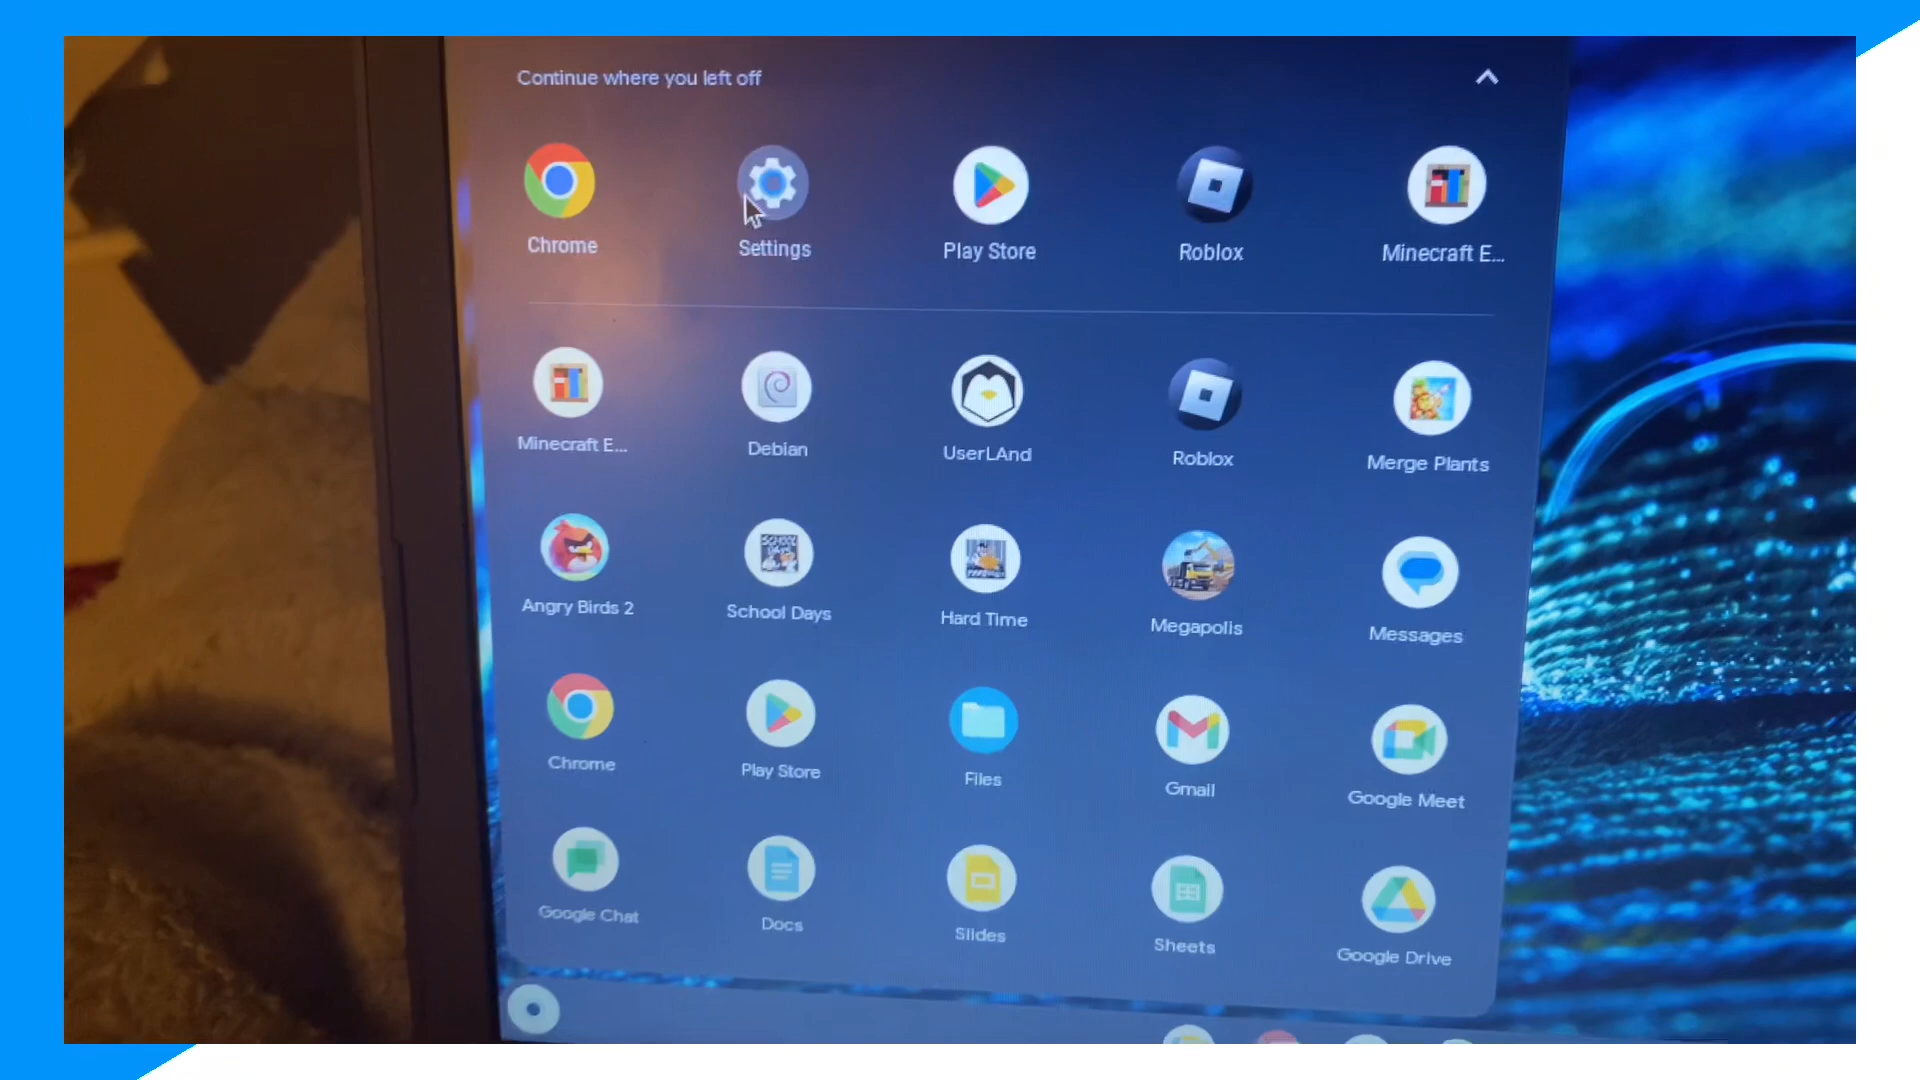 Continue where you left off
Chrome
Settings
Play Store
Roblox
Minecraft E...
Minecraft E...
Debian
UserLAnd
Roblox
Merge Plants
Angry Birds 2
School Days
Hard Time
Megapolis
Messages
Chrome
Play Store
Files
Gmail
Google Meet
Google Chat
Docs
Slides
Sheets
Google Drive